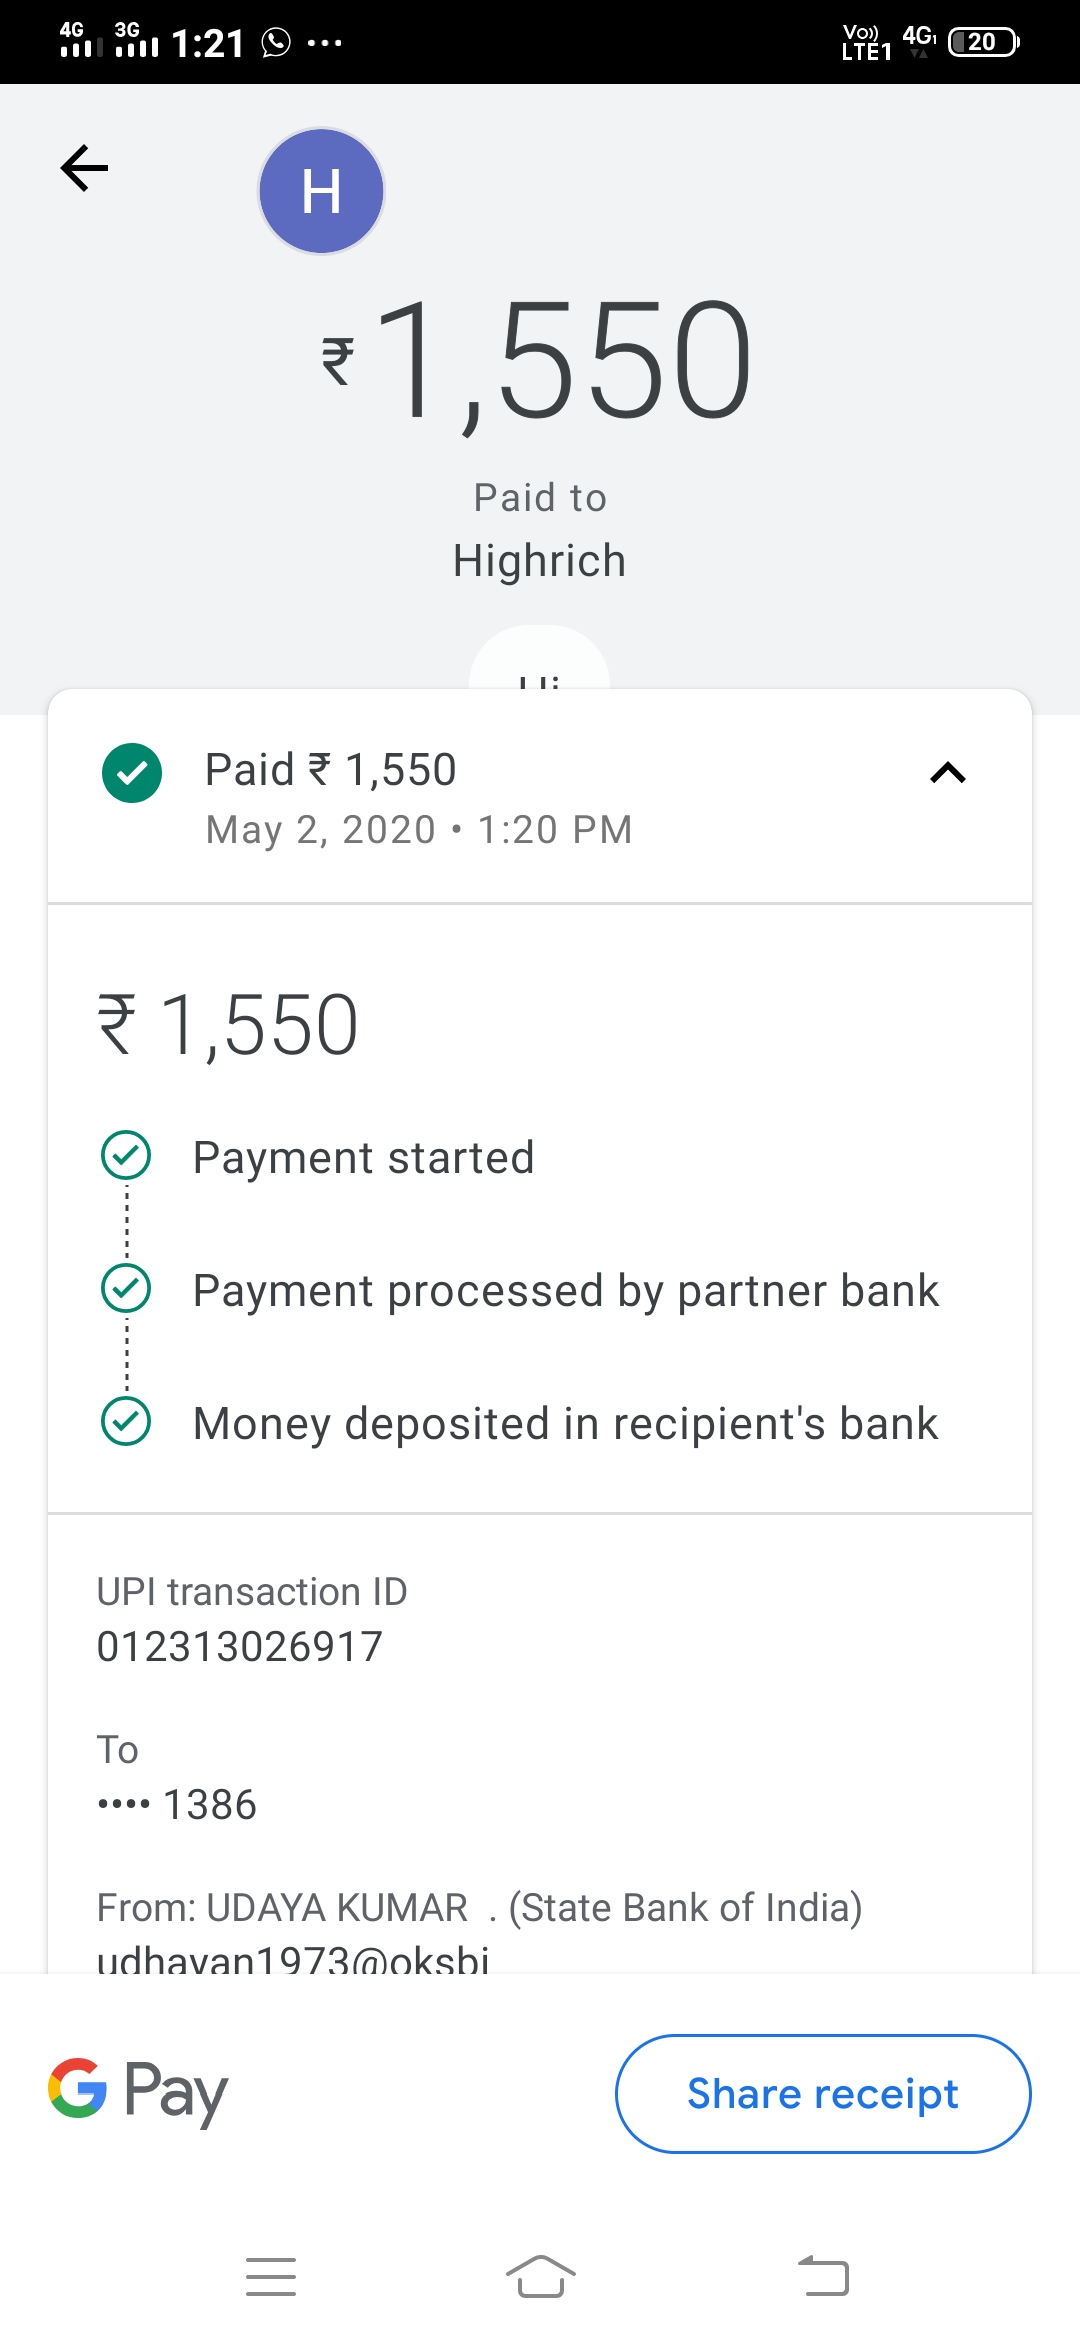 4G 3G 1:21 ... Vo)) LTE1 4G1 20
H
₹1,550
Paid to
Highrich
Hi
Paid ₹ 1,550
May 2, 2020 • 1:20 PM
₹ 1,550
Payment started
Payment processed by partner bank
Money deposited in recipient's bank
UPI transaction ID
012313026917
To
•••• 1386
From: UDAYA KUMAR . (State Bank of India)
udhayan1973@oksbi
G Pay
Share receipt